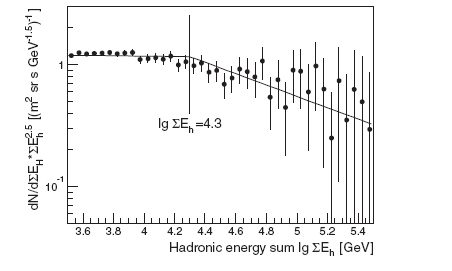 dN/dΣE_H*ΣE_h^2.5 [(m^2 sr s GeV^-1.5)^-1]
1
10^-1
lg ΣE_h=4.3
3.6 3.8 4 4.2 4.4 4.6 4.8 5 5.2 5.4
Hadronic energy sum lg ΣE_h [GeV]